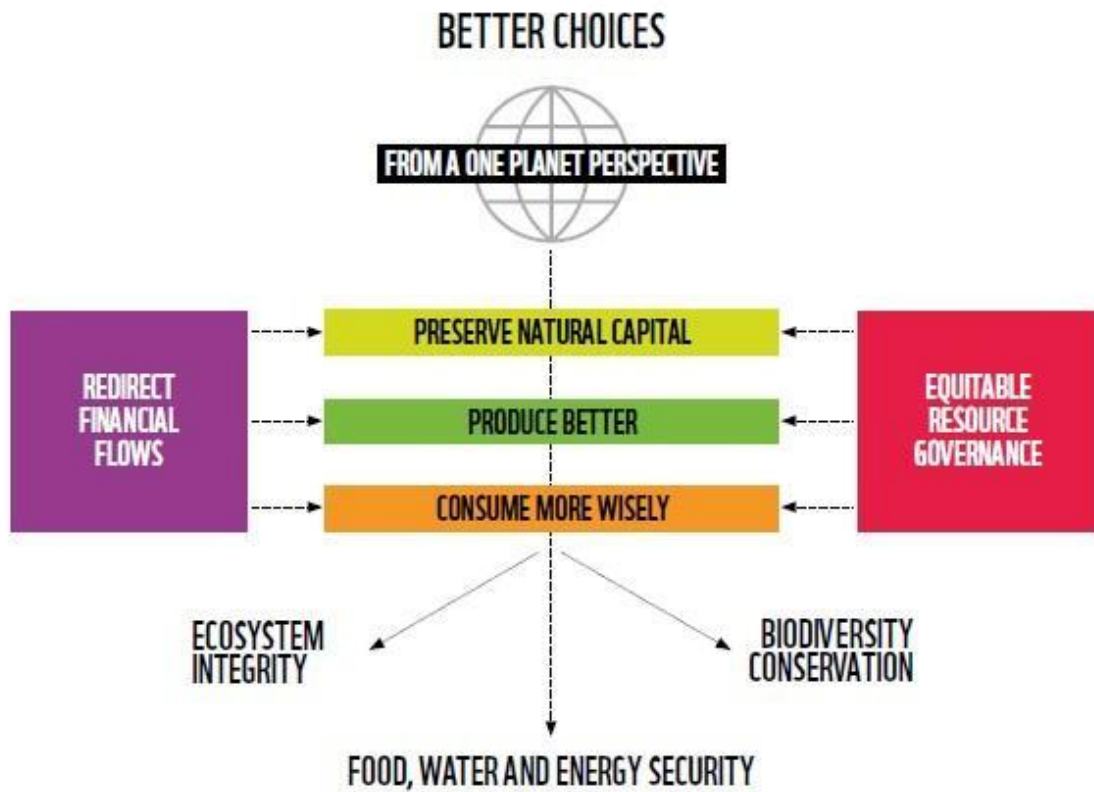 BETTER CHOICES
FROM A ONE PLANET PERSPECTIVE
REDIRECT
FINANCIAL
FLOWS
PRESERVE NATURAL CAPITAL
PRODUCE BETTER
CONSUME MORE WISELY
EQUITABLE
RESOURCE
GOVERNANCE
ECOSYSTEM
INTEGRITY
BIODIVERSITY
CONSERVATION
FOOD, WATER AND ENERGY SECURITY